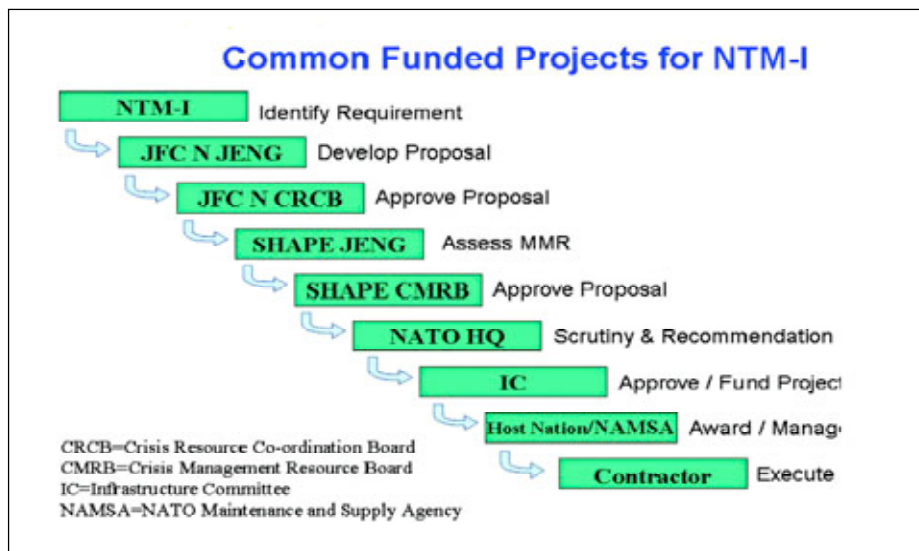 Common Funded Projects for NTM-I
NTM-I Identify Requirement
JFC N JENG Develop Proposal
JFC N CRCB Approve Proposal
SHAPE JENG Assess MMR
SHAPE CMRB Approve Proposal
NATO HQ Scrutiny & Recommendation
IC Approve / Fund Project
Host Nation/NAMSA Award / Manag
Contractor Execute
CRCB=Crisis Resource Co-ordination Board
CMRB=Crisis Management Resource Board
IC=Infrastructure Committee
NAMSA=NATO Maintenance and Supply Agency